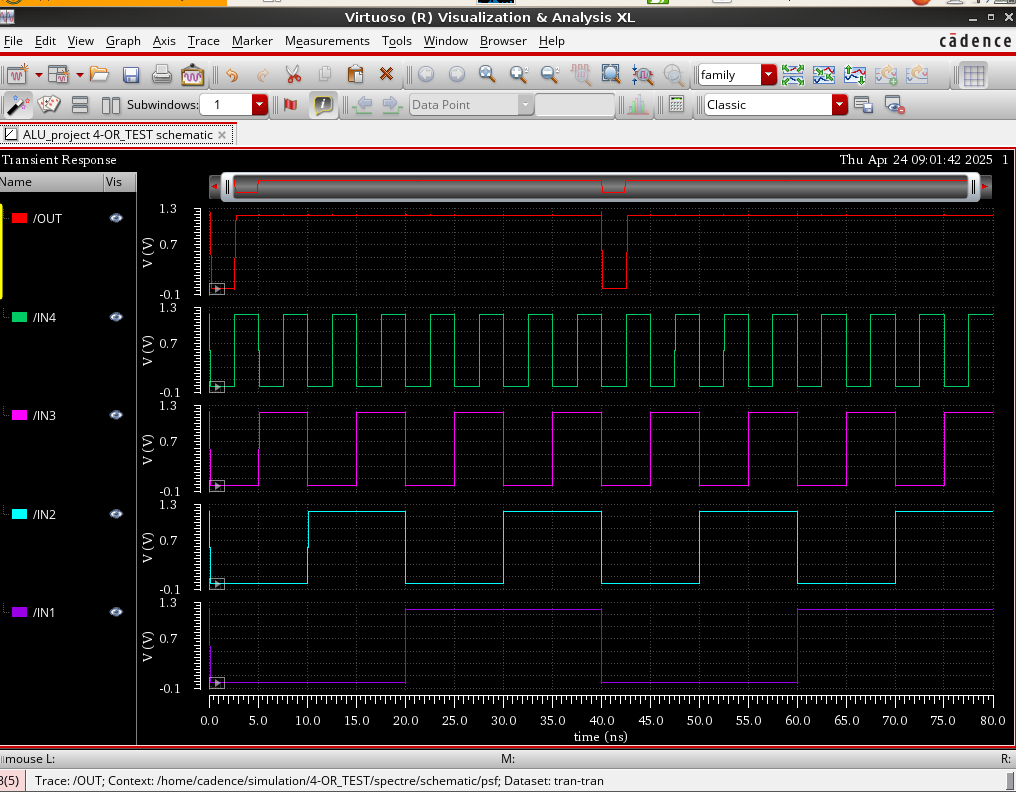 Virtuoso (R) Visualization & Analysis XL
File Edit View Graph Axis Trace Marker Measurements Tools Window Browser Help
cādence
family
Subwindows: 1
Data Point
Classic
ALU_project 4-OR_TEST schematic
Transient Response
Thu Apr 24 09:01:42 2025 1
Name Vis
/OUT
1.3
0.7
-0.1
V (V)
/IN4
1.3
0.7
-0.1
V (V)
/IN3
1.3
0.7
-0.1
V (V)
/IN2
1.3
0.7
-0.1
V (V)
/IN1
1.3
0.7
-0.1
V (V)
0.0 5.0 10.0 15.0 20.0 25.0 30.0 35.0 40.0 45.0 50.0 55.0 60.0 65.0 70.0 75.0 80.0
time (ns)
mouse L: M: R:
3(5) Trace: /OUT; Context: /home/cadence/simulation/4-OR_TEST/spectre/schematic/psf; Dataset: tran-tran